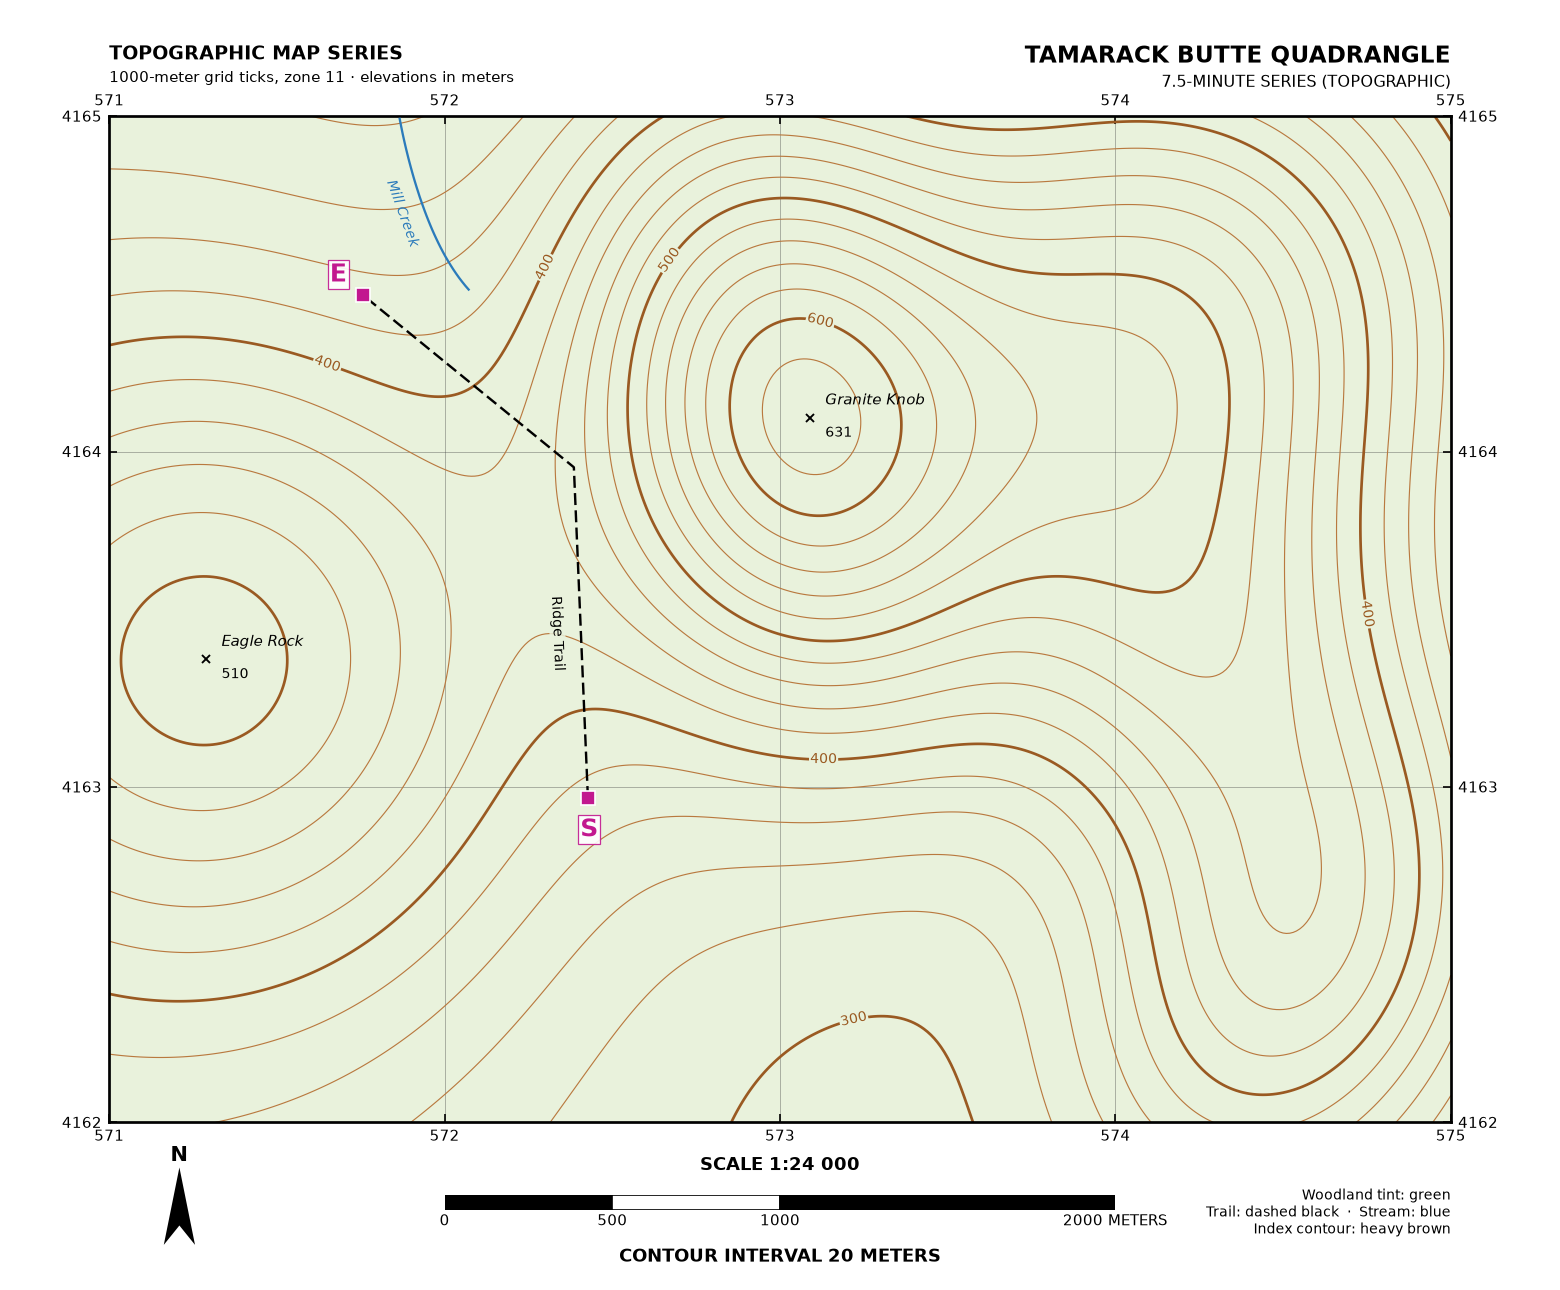 TOPOGRAPHIC MAP SERIES
1000-meter grid ticks, zone 11 · elevations in meters
TAMARACK BUTTE QUADRANGLE
7.5-MINUTE SERIES (TOPOGRAPHIC)
571 572 573 574 575
4165 4165
Mill Creek
E
400
500
600
400
Granite Knob
631
4164 4164
Ridge Trail
400
Eagle Rock
510
400
4163 4163
S
300
4162 4162
571 572 573 574 575
N
SCALE 1:24 000
0 500 1000 2000 METERS
CONTOUR INTERVAL 20 METERS
Woodland tint: green
Trail: dashed black · Stream: blue
Index contour: heavy brown